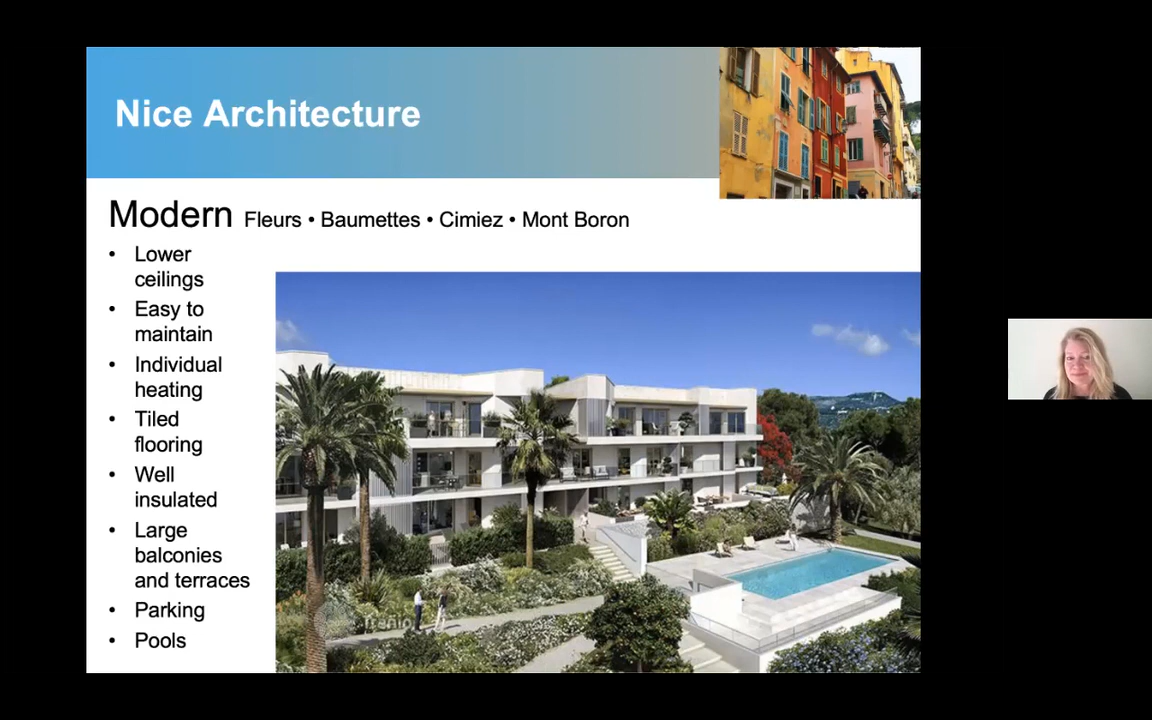 Nice Architecture
Modern Fleurs • Baumettes • Cimiez • Mont Boron
• Lower
ceilings
• Easy to
maintain
• Individual
heating
• Tiled
flooring
• Well
insulated
• Large
balconies
and terraces
• Parking
• Pools